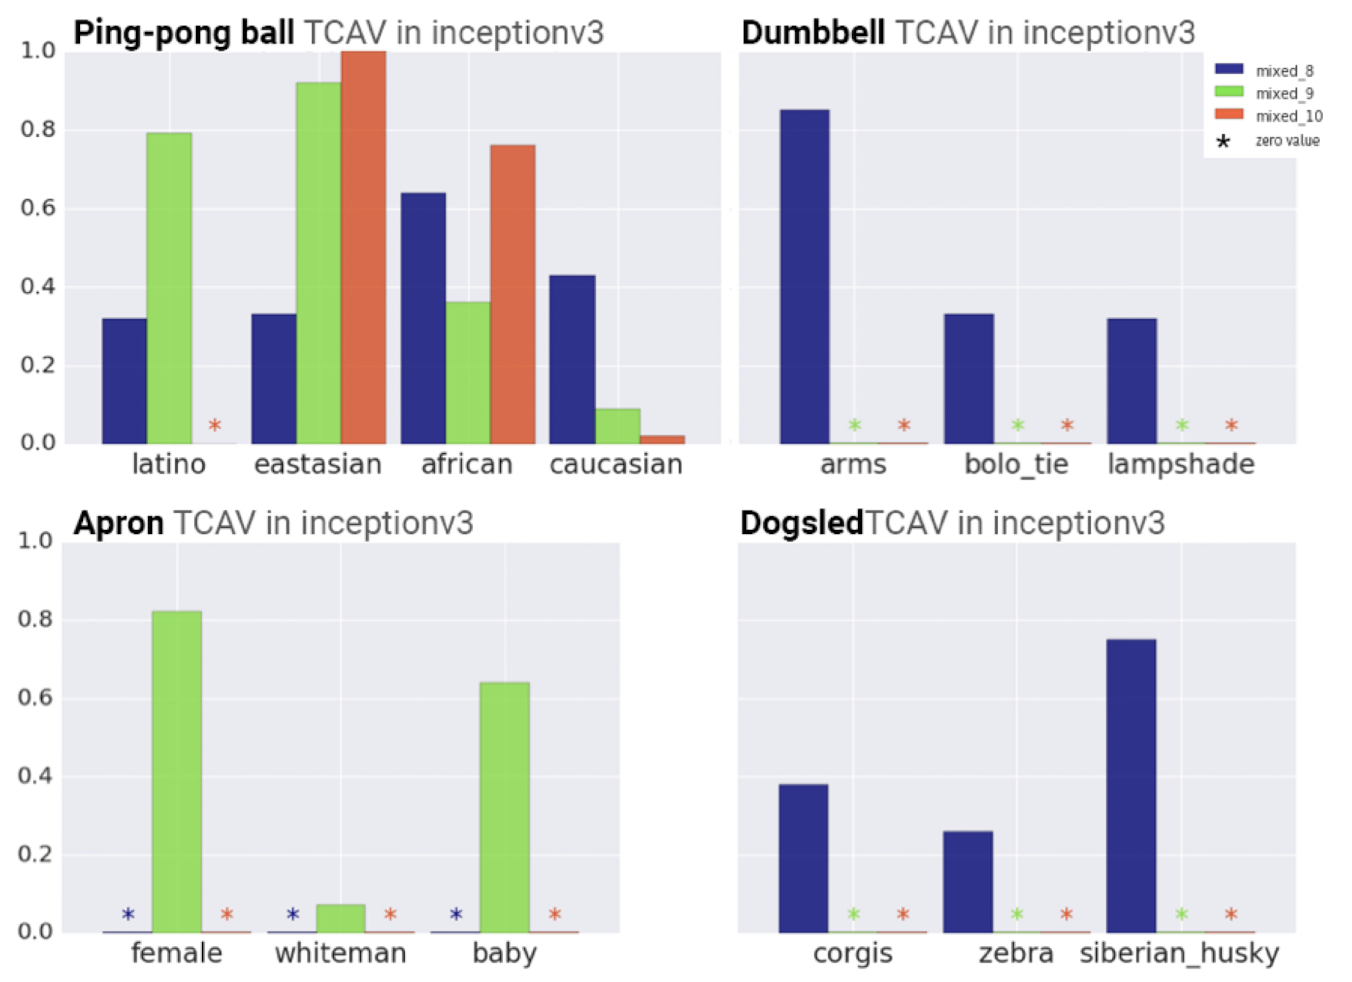 Ping-pong ball TCAV in inceptionv3
1.0
0.8
0.6
0.4
0.2
0.0
*
latino eastasian african caucasian
Dumbbell TCAV in inceptionv3
mixed_8
mixed_9
mixed_10
* zero value
* * * * * *
arms bolo_tie lampshade
Apron TCAV in inceptionv3
1.0
0.8
0.6
0.4
0.2
0.0
* * * * * *
female whiteman baby
DogsledTCAV in inceptionv3
* * * * * *
corgis zebra siberian_husky